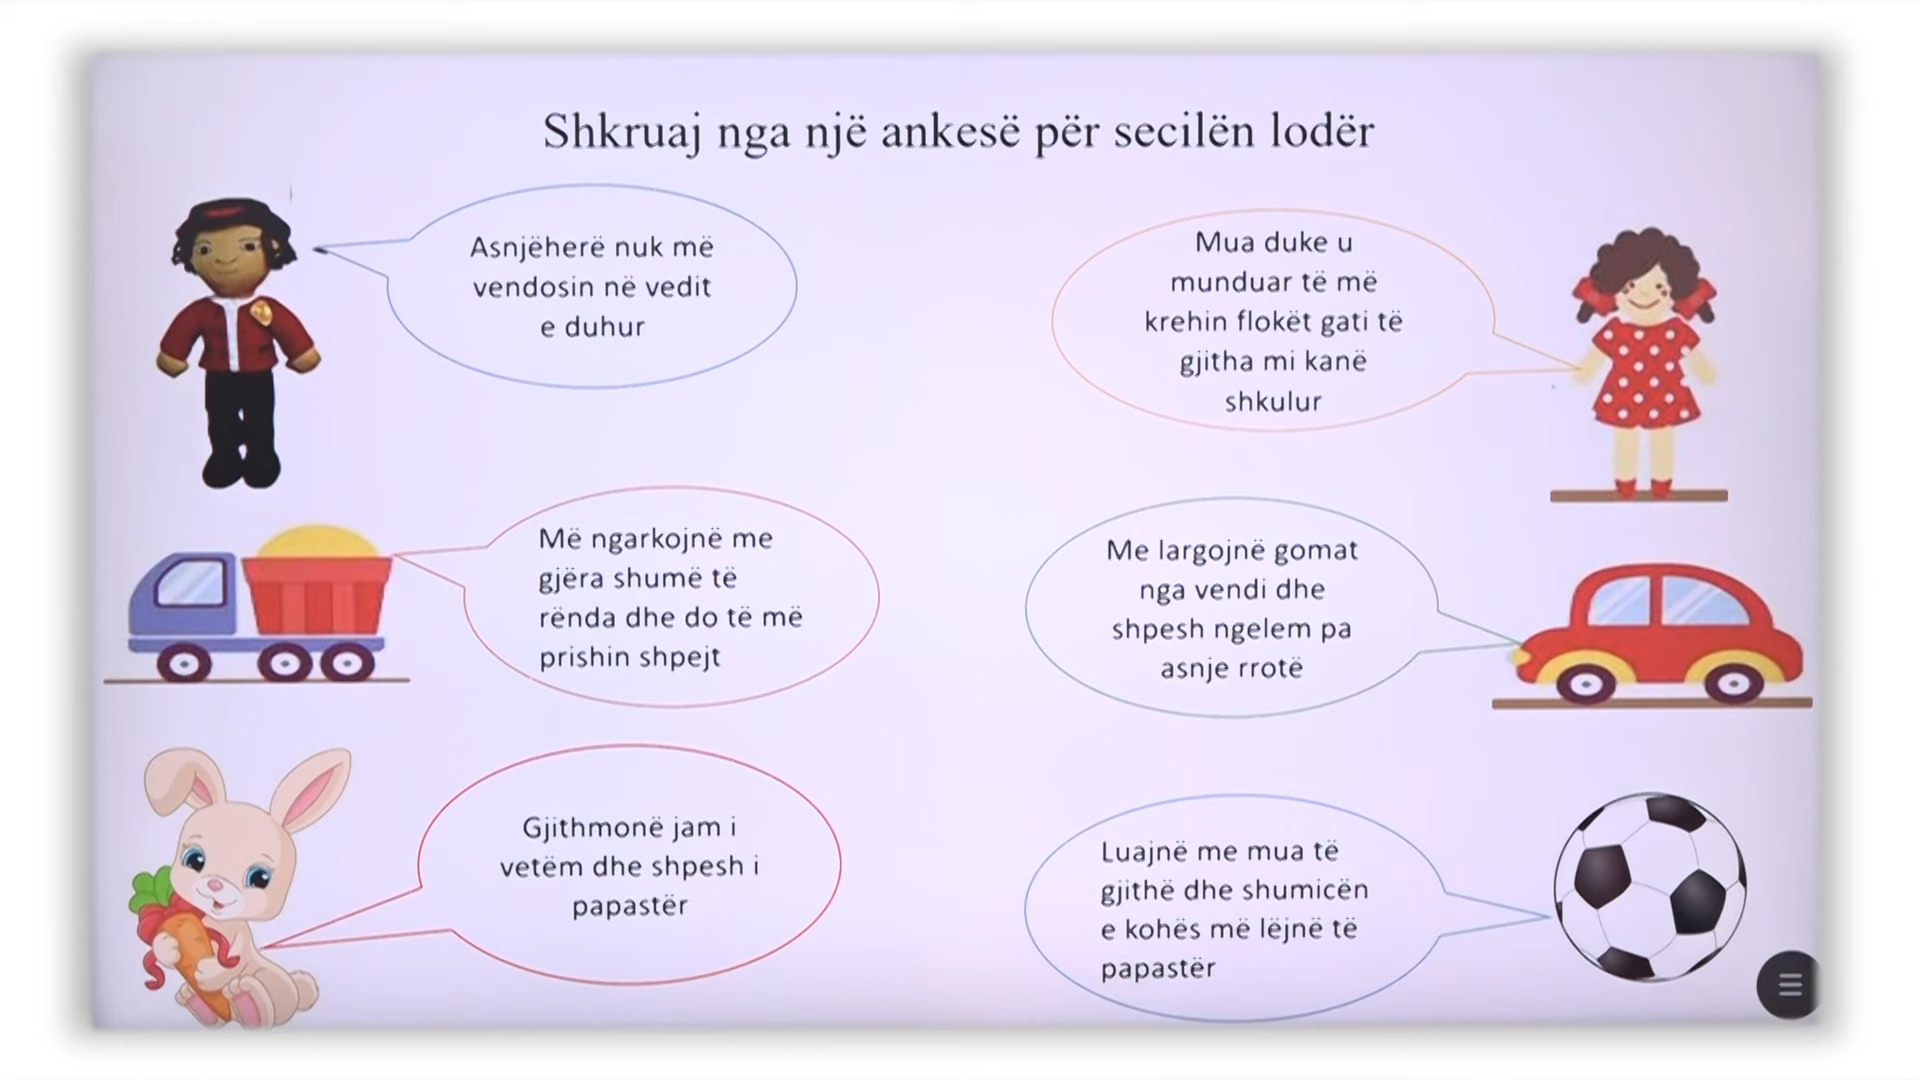 Shkruaj nga një ankesë për secilën lodër
Asnjëherë nuk më
vendosin në vedit
e duhur
Mua duke u
munduar të më
krehin flokët gati të
gjitha mi kanë
shkulur
Më ngarkojnë me
gjëra shumë të
rënda dhe do të më
prishin shpejt
Me largojnë gomat
nga vendi dhe
shpesh ngelem pa
asnje rrotë
Gjithmonë jam i
vetëm dhe shpesh i
papastër
Luajnë me mua të
gjithë dhe shumicën
e kohës më lëjnë të
papastër